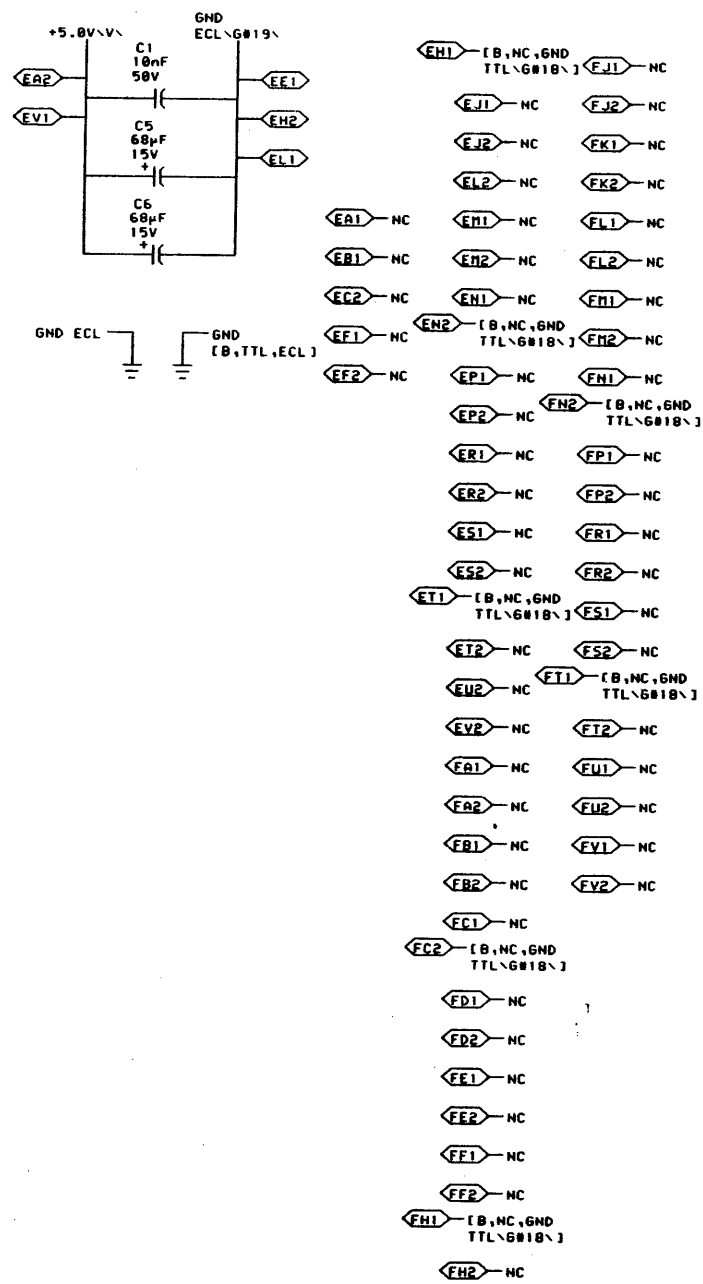 +5.0V\V\
GND
ECL\G#19\
C1
10nF
50V
EA2
EV1
EE1
EH2
EL1
C5
68µF
15V
+
C6
68µF
15V
+
GND ECL
GND
[B,TTL,ECL]
EA1 NC
EB1 NC
EC2 NC
EF1 NC
EF2 NC
EH1 [B,NC,GND
TTL\G#18\]
EJ1 NC
EJ2 NC
EL2 NC
EM1 NC
EM2 NC
EN1 NC
EN2 [B,NC,GND
TTL\G#18\]
EP1 NC
EP2 NC
ER1 NC
ER2 NC
ES1 NC
ES2 NC
ET1 [B,NC,GND
TTL\G#18\]
ET2 NC
EU2 NC
EV2 NC
FA1 NC
FA2 NC
FB1 NC
FB2 NC
FC1 NC
FC2 [B,NC,GND
TTL\G#18\]
FD1 NC
FD2 NC
FE1 NC
FE2 NC
FF1 NC
FF2 NC
FH1 [B,NC,GND
TTL\G#18\]
FH2 NC
FJ1 NC
FJ2 NC
FK1 NC
FK2 NC
FL1 NC
FL2 NC
FM1 NC
FM2 NC
FN1 NC
FN2 [B,NC,GND
TTL\G#18\]
FP1 NC
FP2 NC
FR1 NC
FR2 NC
FS1 NC
FS2 NC
FT1 [B,NC,GND
TTL\G#18\]
FT2 NC
FU1 NC
FU2 NC
FV1 NC
FV2 NC